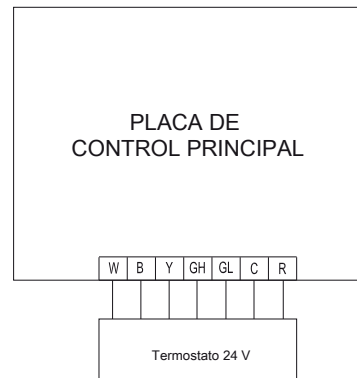 PLACA DE
CONTROL PRINCIPAL
W B Y GH GL C R
Termostato 24 V